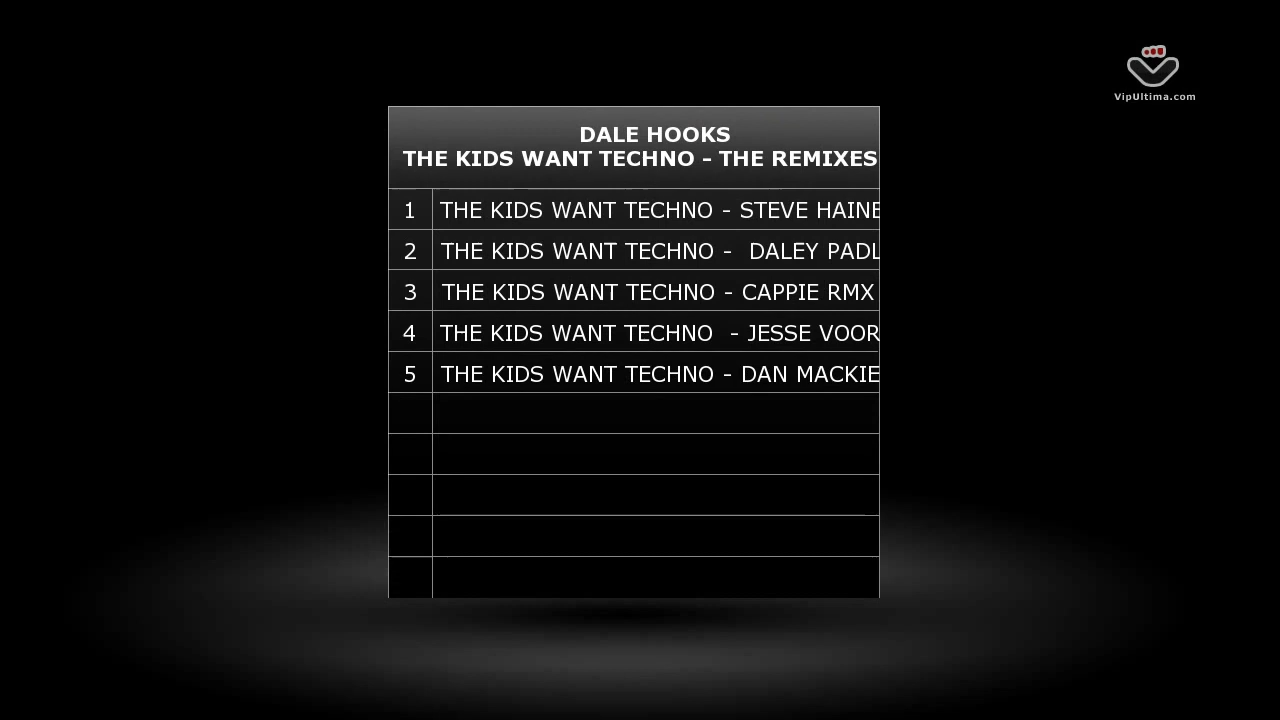 VipUltima.com
DALE HOOKS
THE KIDS WANT TECHNO - THE REMIXES
1 THE KIDS WANT TECHNO - STEVE HAINE
2 THE KIDS WANT TECHNO - DALEY PADL
3 THE KIDS WANT TECHNO - CAPPIE RMX
4 THE KIDS WANT TECHNO - JESSE VOOR
5 THE KIDS WANT TECHNO - DAN MACKIE